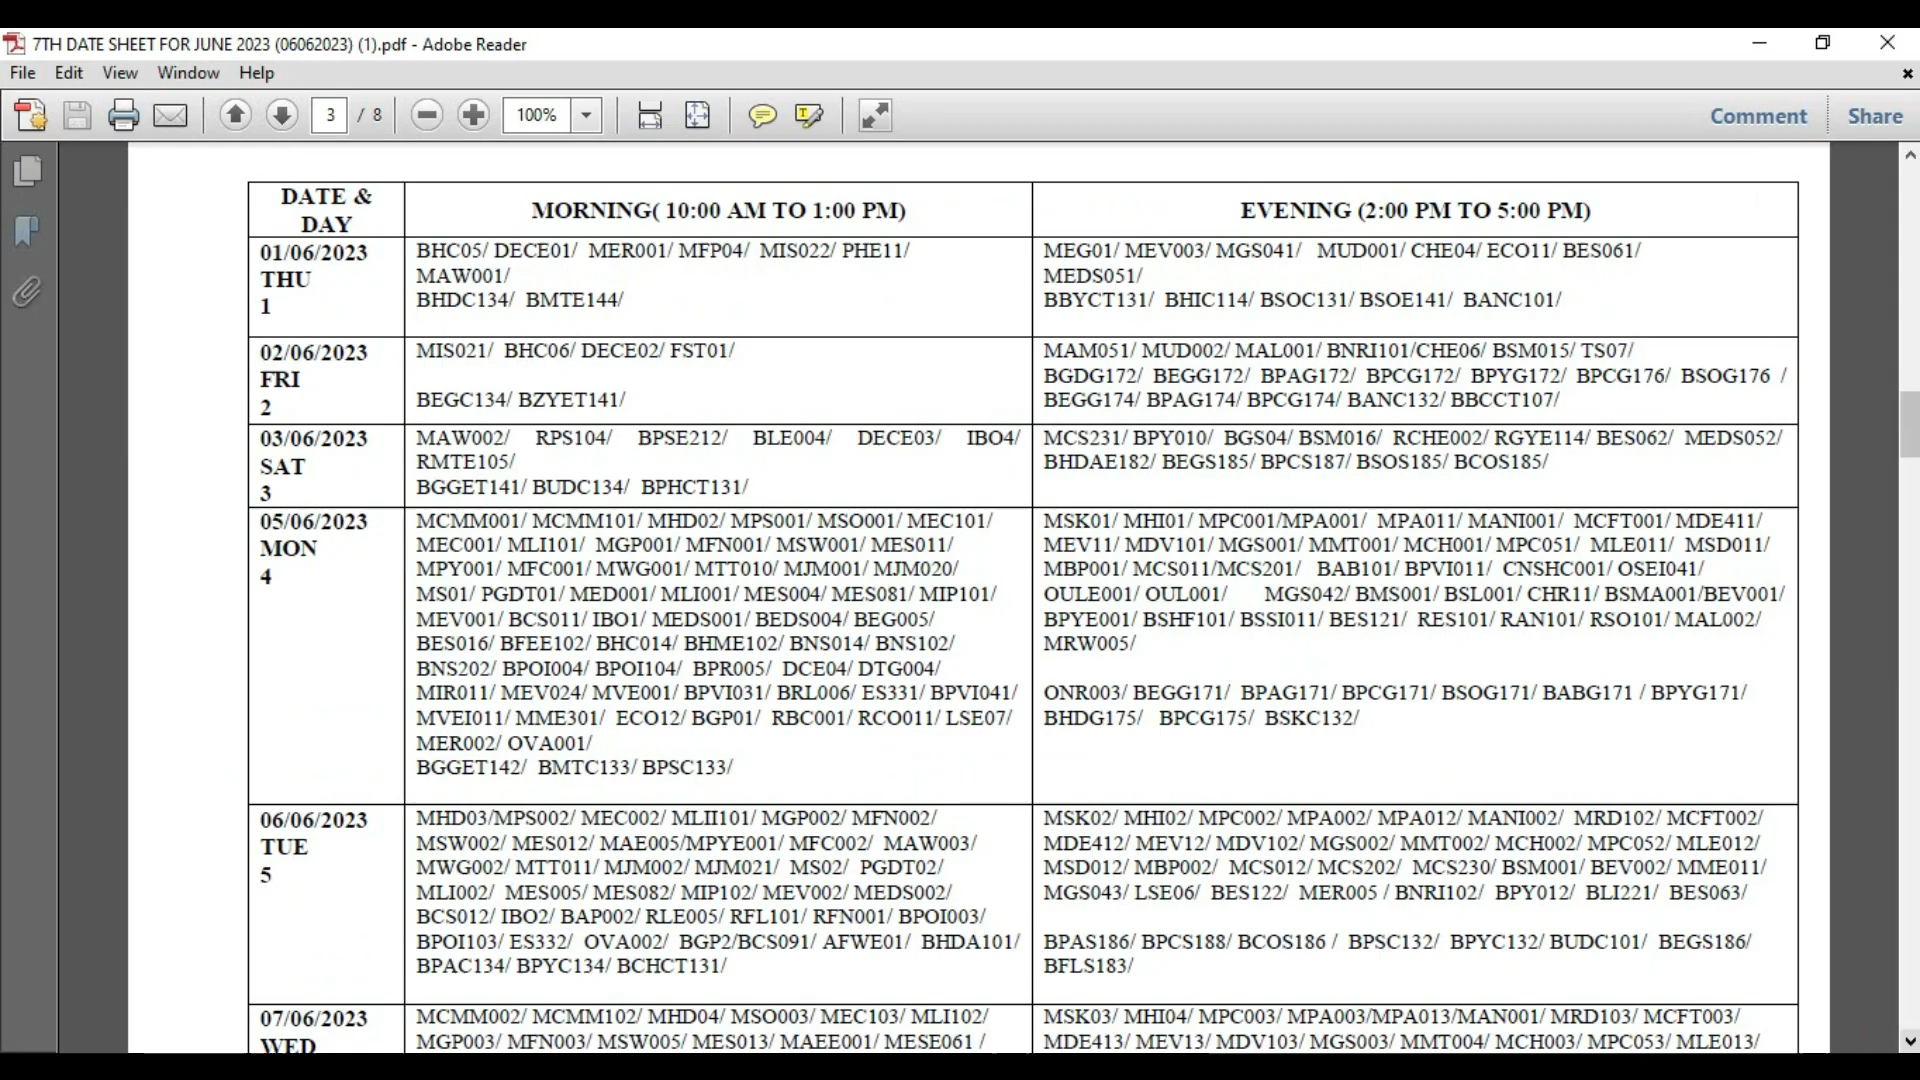 7TH DATE SHEET FOR JUNE 2023 (06062023) (1).pdf - Adobe Reader
File Edit View Window Help
3 / 8 100% Comment Share
DATE &
DAY
MORNING( 10:00 AM TO 1:00 PM)
EVENING (2:00 PM TO 5:00 PM)
01/06/2023
THU
1
BHC05/ DECE01/ MER001/ MFP04/ MIS022/ PHE11/
MAW001/
BHDC134/ BMTE144/
MEG01/ MEV003/ MGS041/ MUD001/ CHE04/ ECO11/ BES061/
MEDS051/
BBYCT131/ BHIC114/ BSOC131/ BSOE141/ BANC101/
02/06/2023
FRI
2
MIS021/ BHC06/ DECE02/ FST01/
BEGC134/ BZYET141/
MAM051/ MUD002/ MAL001/ BNRI101/CHE06/ BSM015/ TS07/
BGDG172/ BEGG172/ BPAG172/ BPCG172/ BPYG172/ BPCG176/ BSOG176 /
BEGG174/ BPAG174/ BPCG174/ BANC132/ BBCCT107/
03/06/2023
SAT
3
MAW002/ RPS104/ BPSE212/ BLE004/ DECE03/ IBO4/
RMTE105/
BGGET141/ BUDC134/ BPHCT131/
MCS231/ BPY010/ BGS04/ BSM016/ RCHE002/ RGYE114/ BES062/ MEDS052/
BHDAE182/ BEGS185/ BPCS187/ BSOS185/ BCOS185/
05/06/2023
MON
4
MCMM001/ MCMM101/ MHD02/ MPS001/ MSO001/ MEC101/
MEC001/ MLI101/ MGP001/ MFN001/ MSW001/ MES011/
MPY001/ MFC001/ MWG001/ MTT010/ MJM001/ MJM020/
MS01/ PGDT01/ MED001/ MLI001/ MES004/ MES081/ MIP101/
MEV001/ BCS011/ IBO1/ MEDS001/ BEDS004/ BEG005/
BES016/ BFEE102/ BHC014/ BHME102/ BNS014/ BNS102/
BNS202/ BPOI004/ BPOI104/ BPR005/ DCE04/ DTG004/
MIR011/ MEV024/ MVE001/ BPVI031/ BRL006/ ES331/ BPVI041/
MVEI011/ MME301/ ECO12/ BGP01/ RBC001/ RCO011/ LSE07/
MER002/ OVA001/
BGGET142/ BMTC133/ BPSC133/
MSK01/ MHI01/ MPC001/MPA001/ MPA011/ MANI001/ MCFT001/ MDE411/
MEV11/ MDV101/ MGS001/ MMT001/ MCH001/ MPC051/ MLE011/ MSD011/
MBP001/ MCS011/MCS201/ BAB101/ BPVI011/ CNSHC001/ OSEI041/
OULE001/ OUL001/ MGS042/ BMS001/ BSL001/ CHR11/ BSMA001/BEV001/
BPYE001/ BSHF101/ BSSI011/ BES121/ RES101/ RAN101/ RSO101/ MAL002/
MRW005/
ONR003/ BEGG171/ BPAG171/ BPCG171/ BSOG171/ BABG171 / BPYG171/
BHDG175/ BPCG175/ BSKC132/
06/06/2023
TUE
5
MHD03/MPS002/ MEC002/ MLII101/ MGP002/ MFN002/
MSW002/ MES012/ MAE005/MPYE001/ MFC002/ MAW003/
MWG002/ MTT011/ MJM002/ MJM021/ MS02/ PGDT02/
MLI002/ MES005/ MES082/ MIP102/ MEV002/ MEDS002/
BCS012/ IBO2/ BAP002/ RLE005/ RFL101/ RFN001/ BPOI003/
BPOI103/ ES332/ OVA002/ BGP2/BCS091/ AFWE01/ BHDA101/
BPAC134/ BPYC134/ BCHCT131/
MSK02/ MHI02/ MPC002/ MPA002/ MPA012/ MANI002/ MRD102/ MCFT002/
MDE412/ MEV12/ MDV102/ MGS002/ MMT002/ MCH002/ MPC052/ MLE012/
MSD012/ MBP002/ MCS012/ MCS202/ MCS230/ BSM001/ BEV002/ MME011/
MGS043/ LSE06/ BES122/ MER005 / BNRI102/ BPY012/ BLI221/ BES063/
BPAS186/ BPCS188/ BCOS186 / BPSC132/ BPYC132/ BUDC101/ BEGS186/
BFLS183/
07/06/2023
WED
MCMM002/ MCMM102/ MHD04/ MSO003/ MEC103/ MLI102/
MGP003/ MFN003/ MSW005/ MES013/ MAEE001/ MESE061 /
MSK03/ MHI04/ MPC003/ MPA003/MPA013/MAN001/ MRD103/ MCFT003/
MDE413/ MEV13/ MDV103/ MGS003/ MMT004/ MCH003/ MPC053/ MLE013/